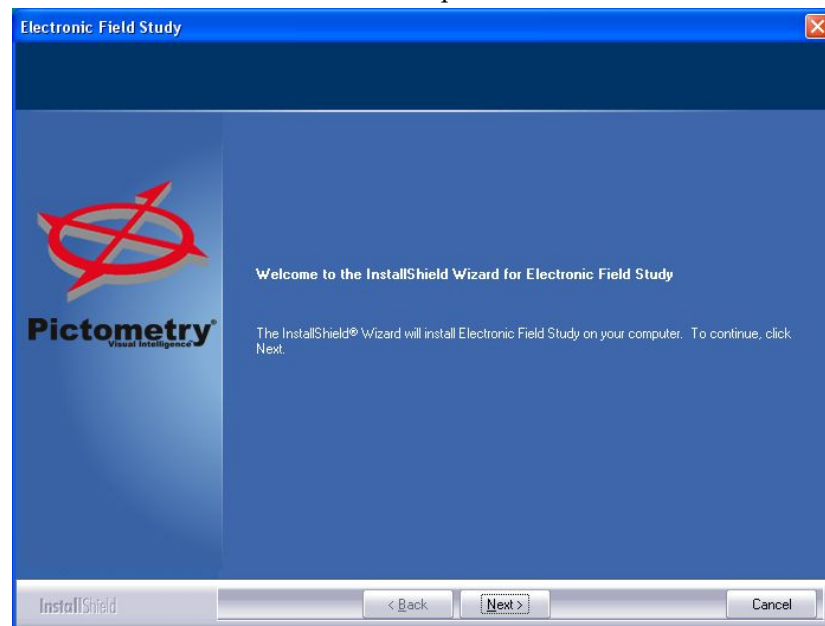 Electronic Field Study
Welcome to the InstallShield Wizard for Electronic Field Study
Pictometry®
Visual Intelligence
The InstallShield® Wizard will install Electronic Field Study on your computer. To continue, click
Next.
InstallShield
< Back
Next >
Cancel